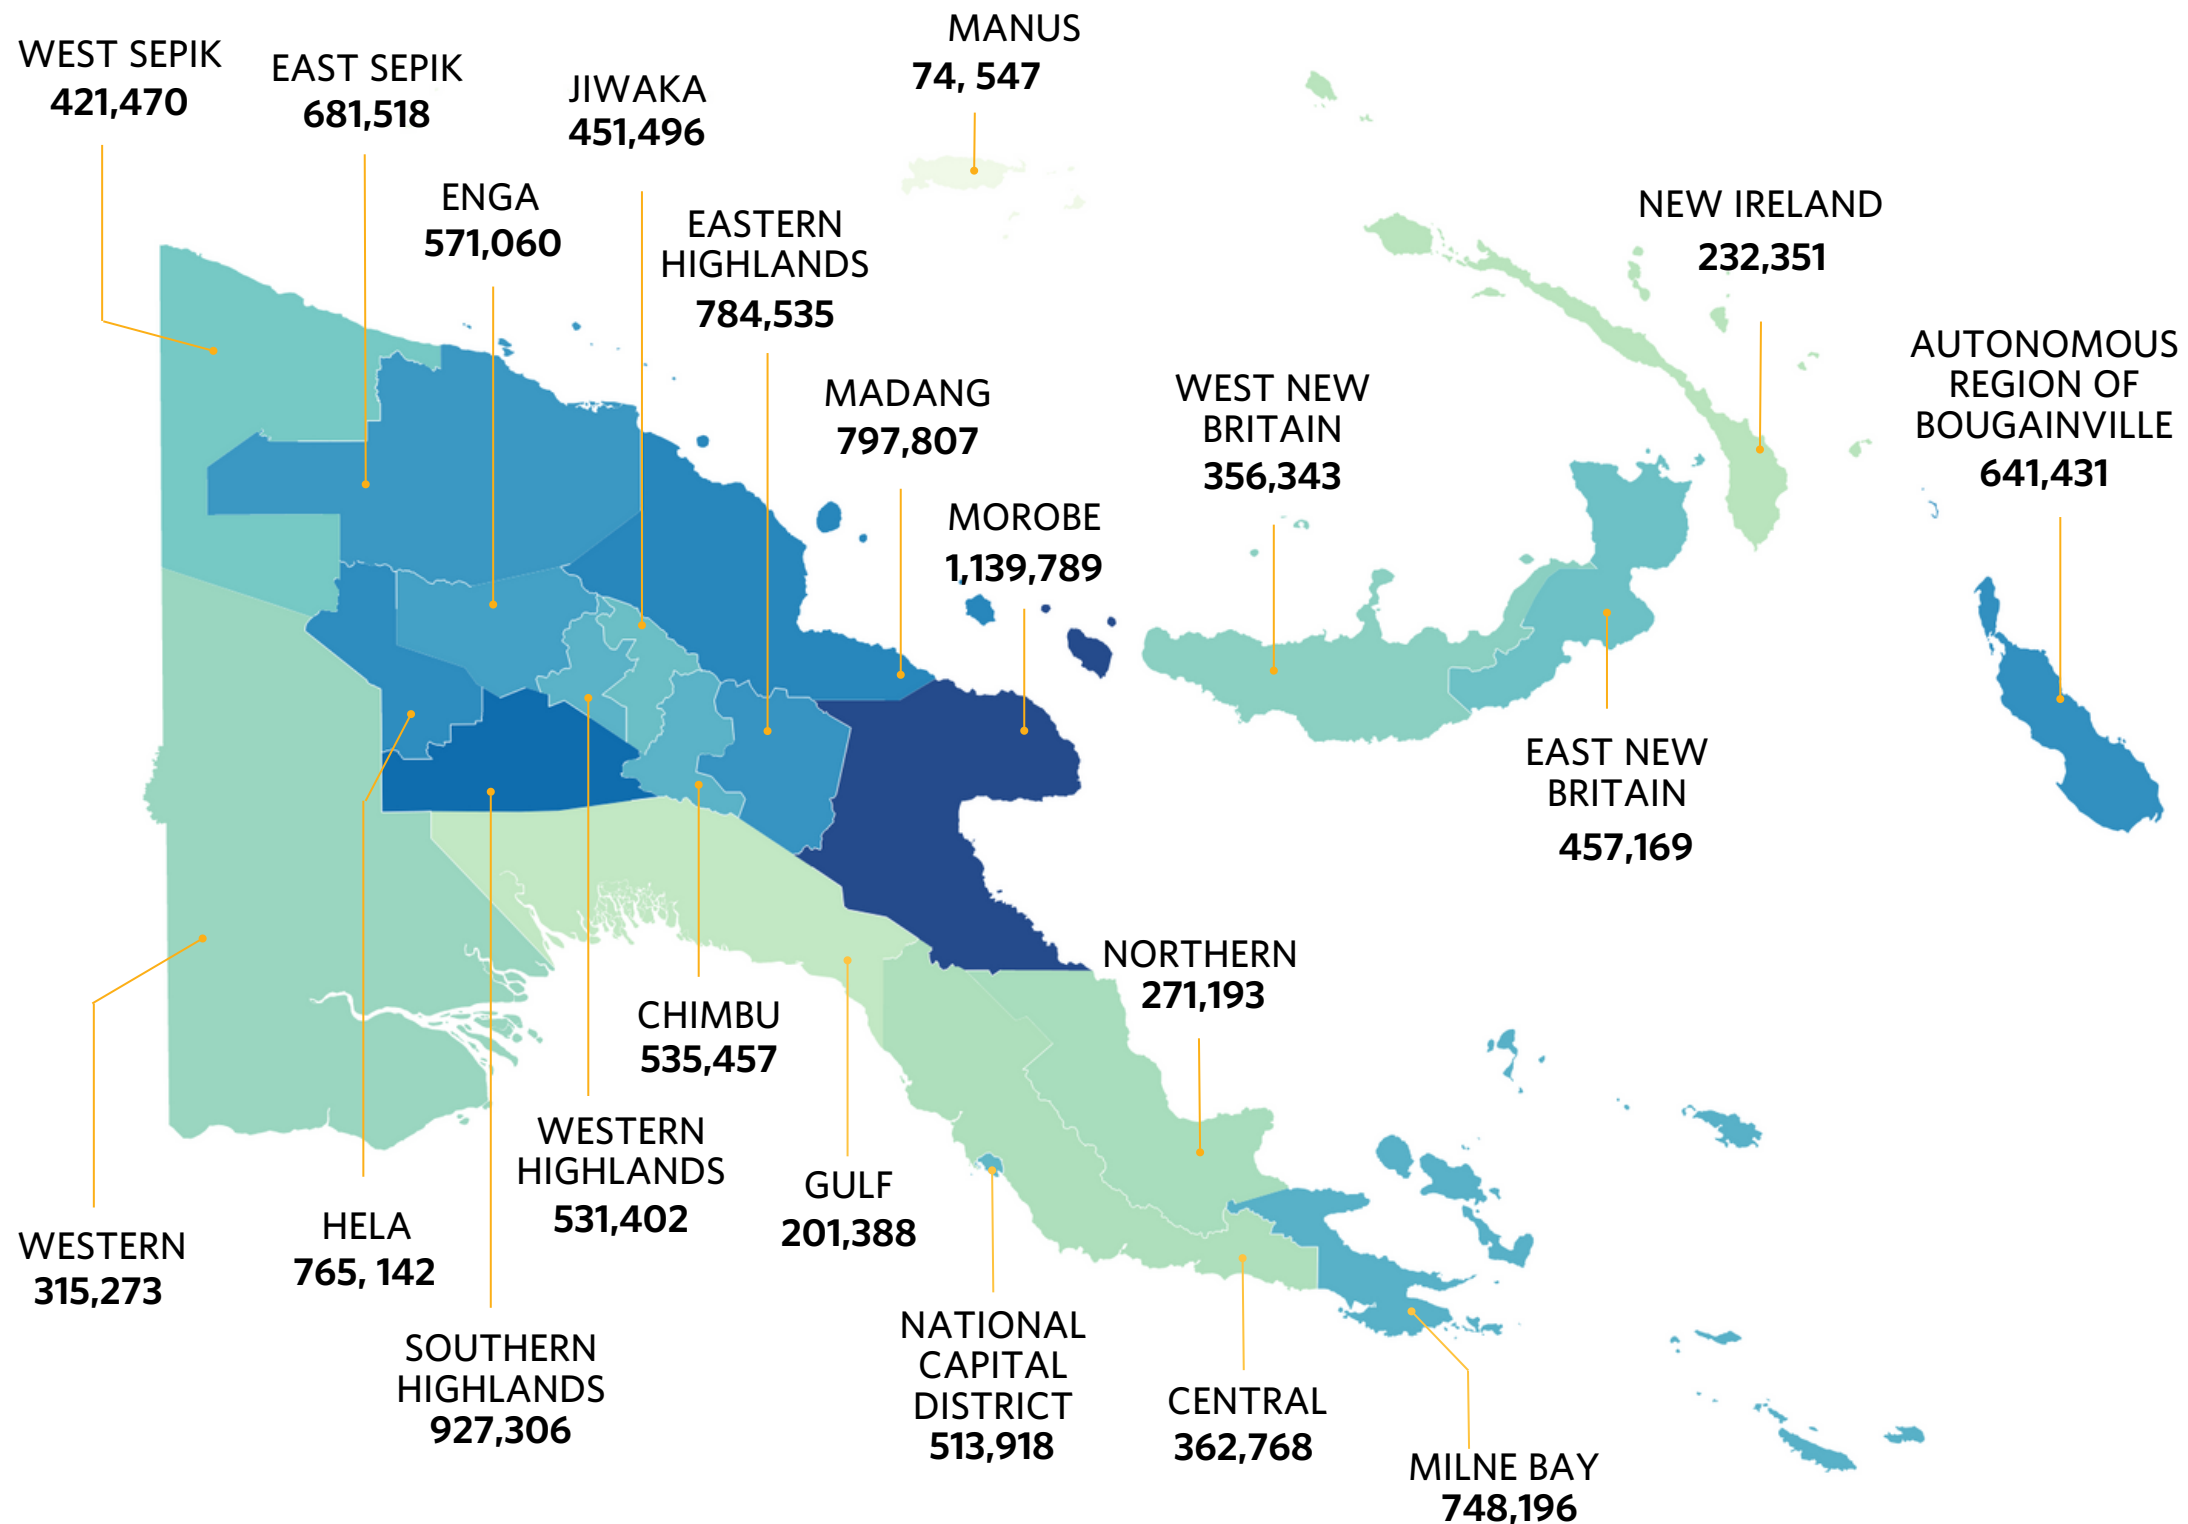 WEST SEPIK
421,470
EAST SEPIK
681,518
JIWAKA
451,496
MANUS
74, 547
ENGA
571,060
EASTERN
HIGHLANDS
784,535
NEW IRELAND
232,351
MADANG
797,807
WEST NEW
BRITAIN
356,343
AUTONOMOUS
REGION OF
BOUGAINVILLE
641,431
MOROBE
1,139,789
EAST NEW
BRITAIN
457,169
NORTHERN
271,193
CHIMBU
535,457
WESTERN
HIGHLANDS
531,402
GULF
201,388
WESTERN
315,273
HELA
765, 142
SOUTHERN
HIGHLANDS
927,306
NATIONAL
CAPITAL
DISTRICT
513,918
CENTRAL
362,768
MILNE BAY
748,196